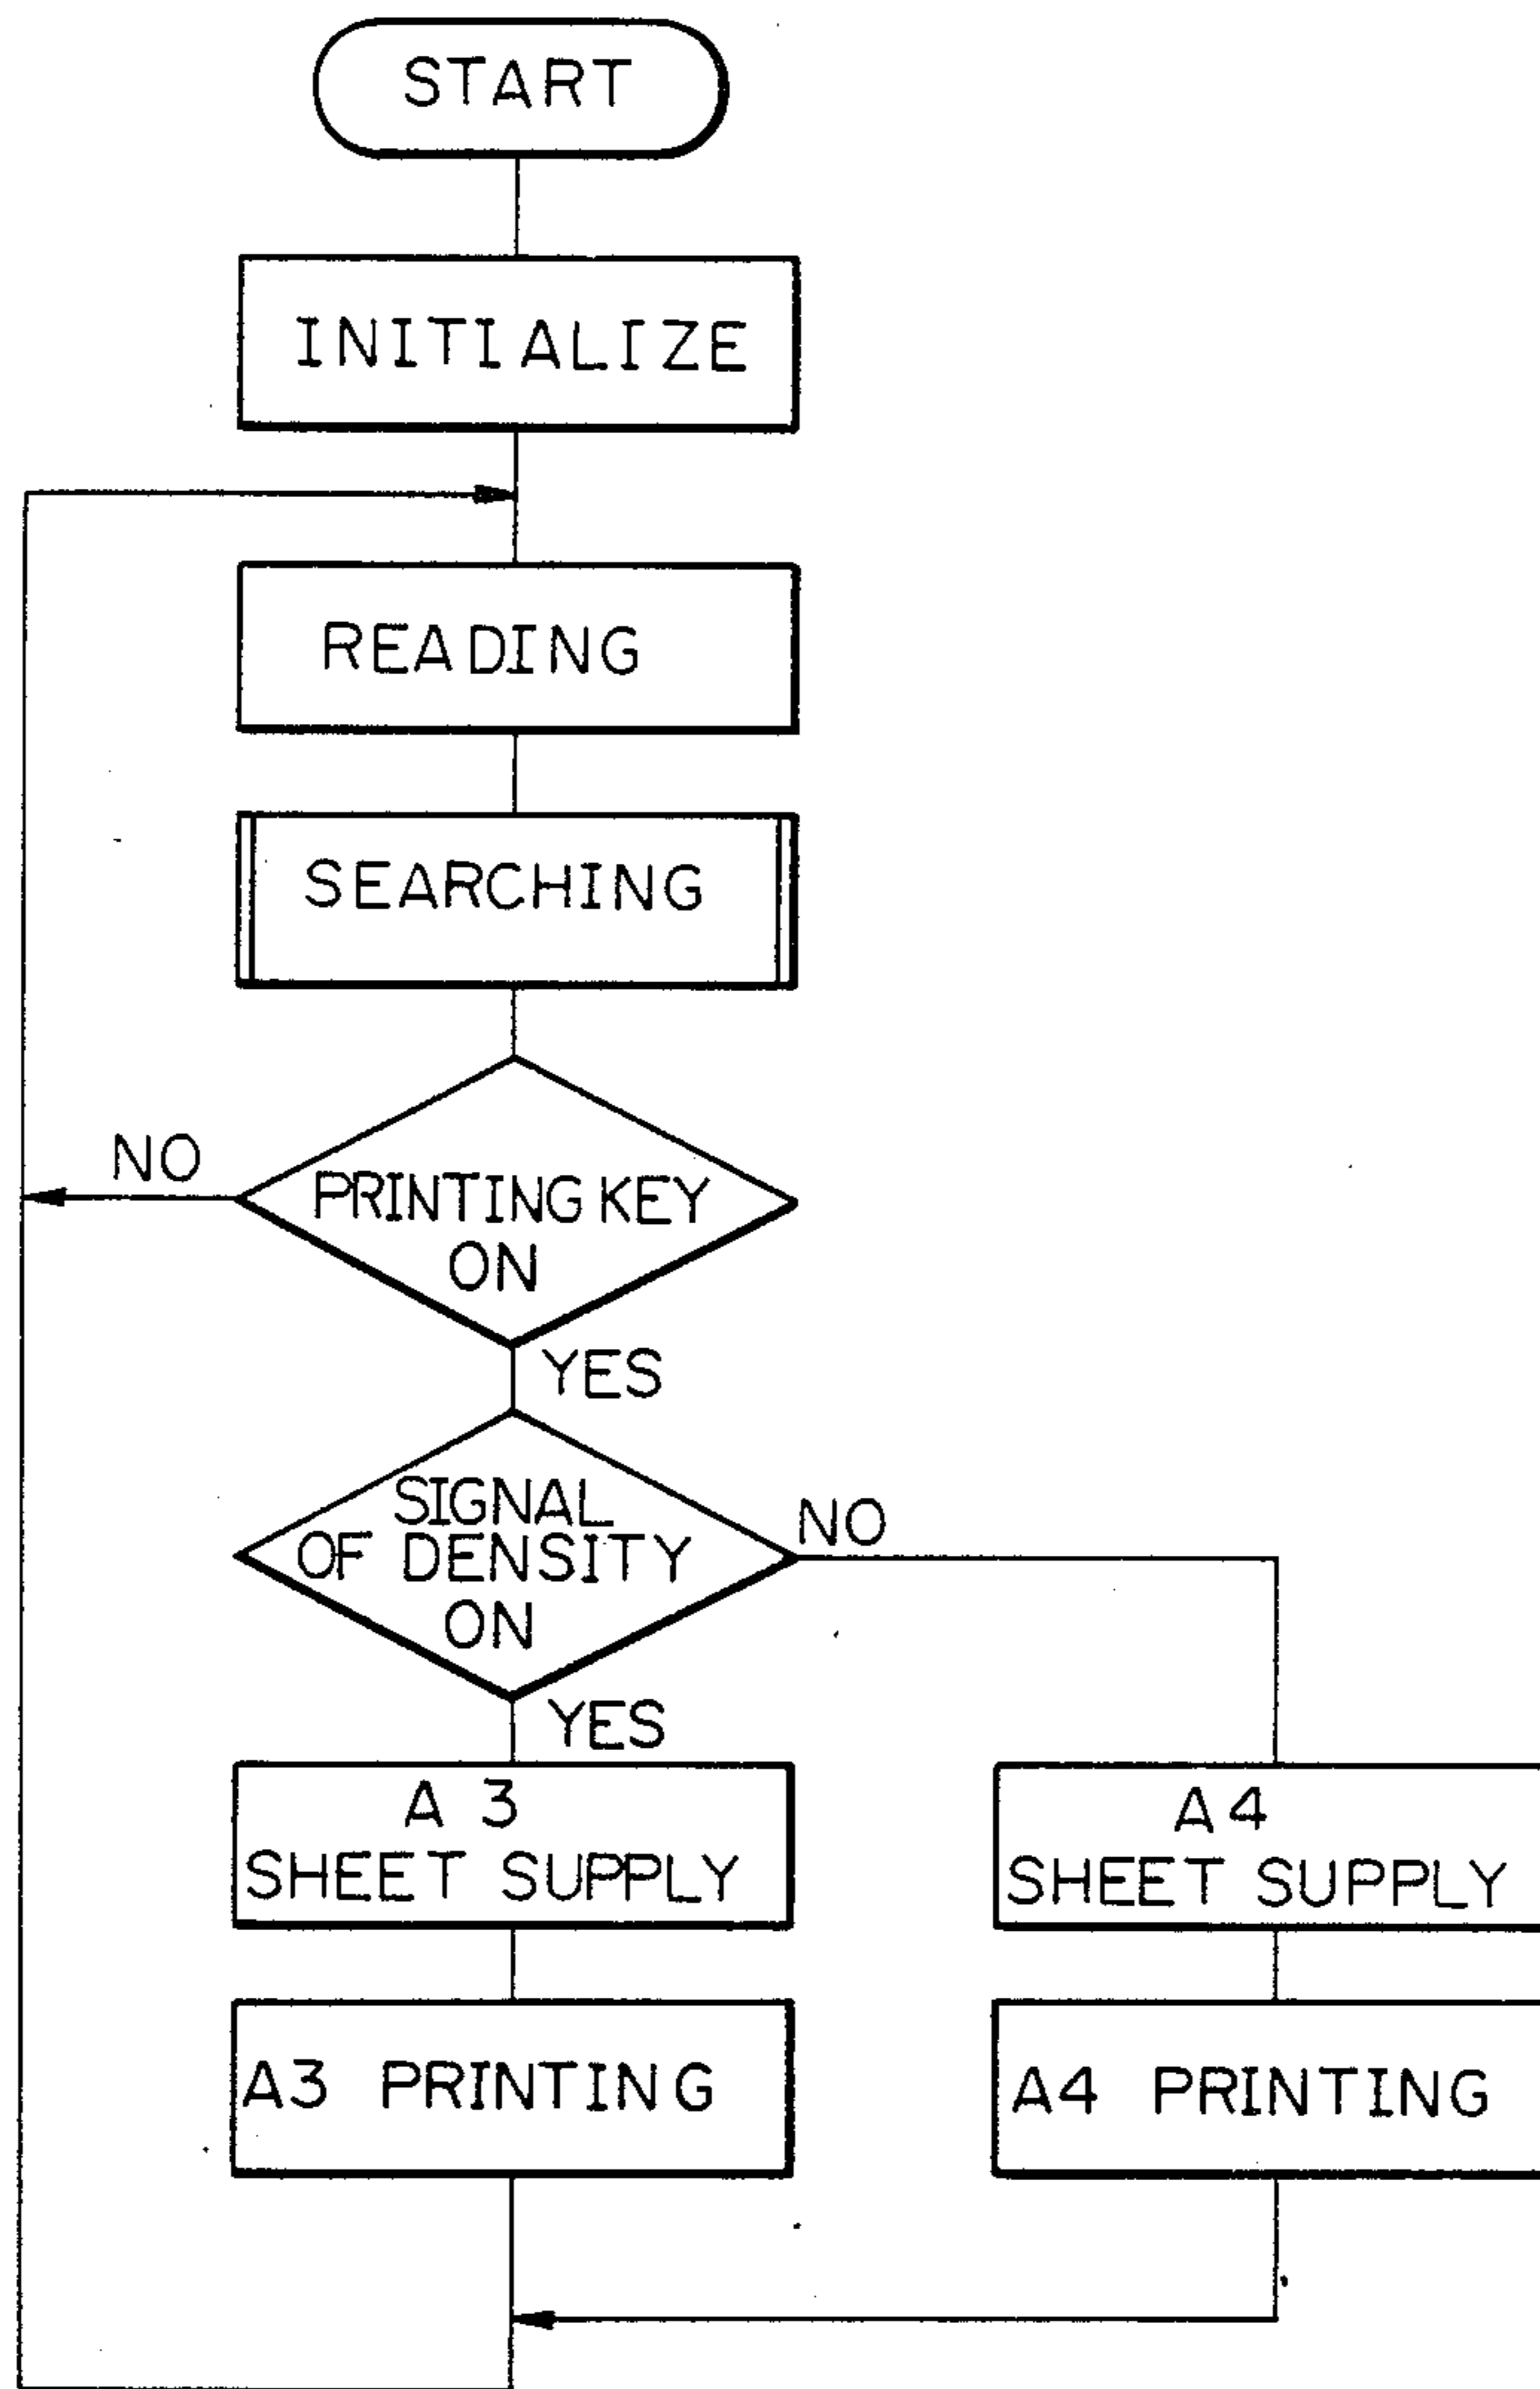 START
INITIALIZE
READING
SEARCHING
NO
PRINTING KEY
ON
YES
SIGNAL
OF DENSITY
ON
NO
YES
A3
SHEET SUPPLY
A4
SHEET SUPPLY
A3 PRINTING
A4 PRINTING